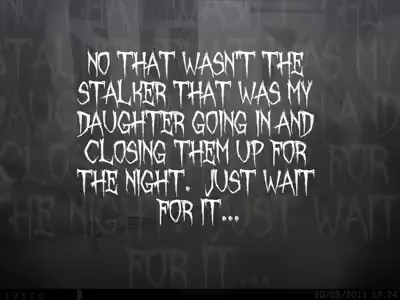 NO THAT WASN'T THE
STALKER THAT WAS MY
DAUGHTER GOING IN AND
CLOSING THEM UP FOR
THE NIGHT. JUST WAIT
FOR IT...